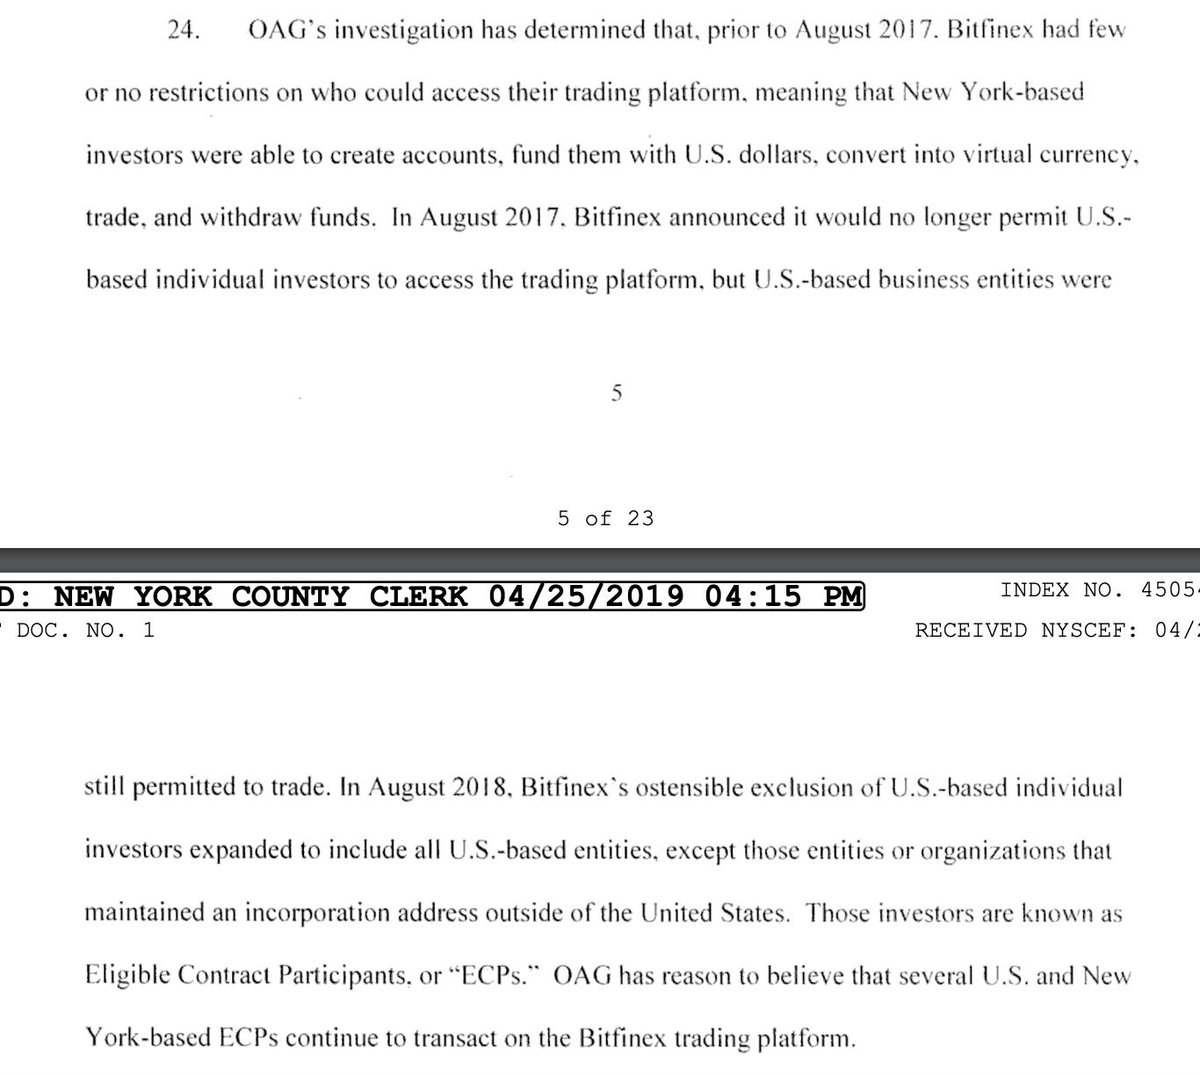 24. OAG's investigation has determined that, prior to August 2017, Bitfinex had few
or no restrictions on who could access their trading platform, meaning that New York-based
investors were able to create accounts, fund them with U.S. dollars, convert into virtual currency,
trade, and withdraw funds. In August 2017, Bitfinex announced it would no longer permit U.S.-
based individual investors to access the trading platform, but U.S.-based business entities were
5
5 of 23
D: NEW YORK COUNTY CLERK 04/25/2019 04:15 PM
INDEX NO. 4505
DOC. NO. 1
RECEIVED NYSCEF: 04/
still permitted to trade. In August 2018, Bitfinex's ostensible exclusion of U.S.-based individual
investors expanded to include all U.S.-based entities, except those entities or organizations that
maintained an incorporation address outside of the United States. Those investors are known as
Eligible Contract Participants, or “ECPs.” OAG has reason to believe that several U.S. and New
York-based ECPs continue to transact on the Bitfinex trading platform.